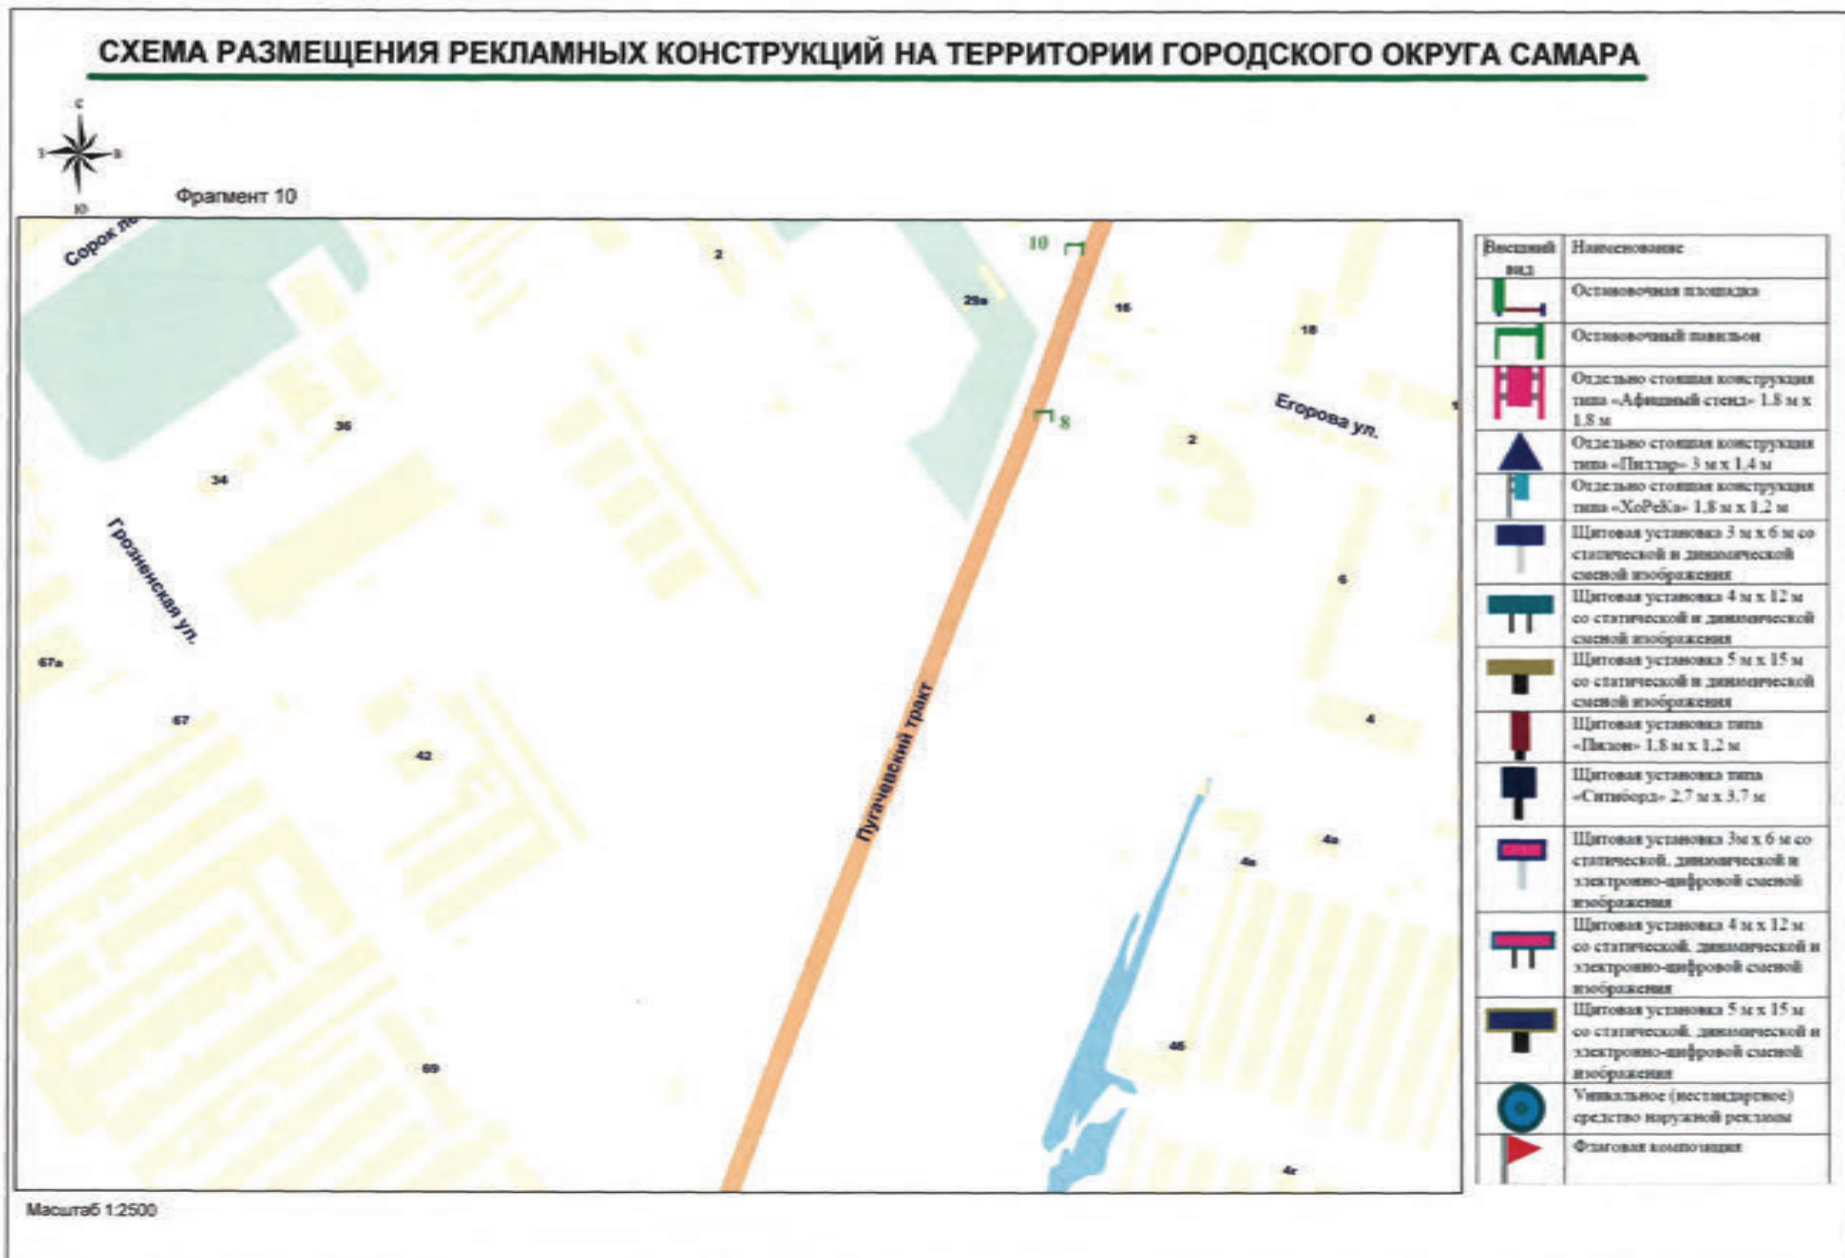 СХЕМА РАЗМЕЩЕНИЯ РЕКЛАМНЫХ КОНСТРУКЦИЙ НА ТЕРРИТОРИИ ГОРОДСКОГО ОКРУГА САМАРА
С
З
В
Ю
Фрагмент 10
Сорок
2
29в
10
16
18
8
Егорова ул.
2
36
34
Грозненская ул.
6
67а
67
42
4
Пугачевский тракт
4а
4в
69
4б
4г
Внешний
вид
Наименование
Остановочная площадка
Остановочный павильон
Отдельно стоящая конструкция
типа «Афишный стенд» 1.8 м х
1.8 м
Отдельно стоящая конструкция
типа «Пиллар» 3 м х 1.4 м
Отдельно стоящая конструкция
типа «ХоРеКа» 1,8 м х 1,2 м
Щитовая установка 3 м х 6 м со
статической и динамической
сменой изображения
Щитовая установка 4 м х 12 м
со статической и динамической
сменой изображения
Щитовая установка 5 м х 15 м
со статической и динамической
сменой изображения
Щитовая установка типа
«Пилон» 1,8 м х 1,2 м
Щитовая установка типа
«Ситиборд» 2,7 м х 3,7 м
Щитовая установка 3м х 6 м со
статической, динамической и
электронно-цифровой сменой
изображения
Щитовая установка 4 м х 12 м
со статической, динамической и
электронно-цифровой сменой
изображения
Щитовая установка 5 м х 15 м
со статической, динамической и
электронно-цифровой сменой
изображения
Уникальное (нестандартное)
средство наружной рекламы
Флаговая композиция
Масштаб 1:2500